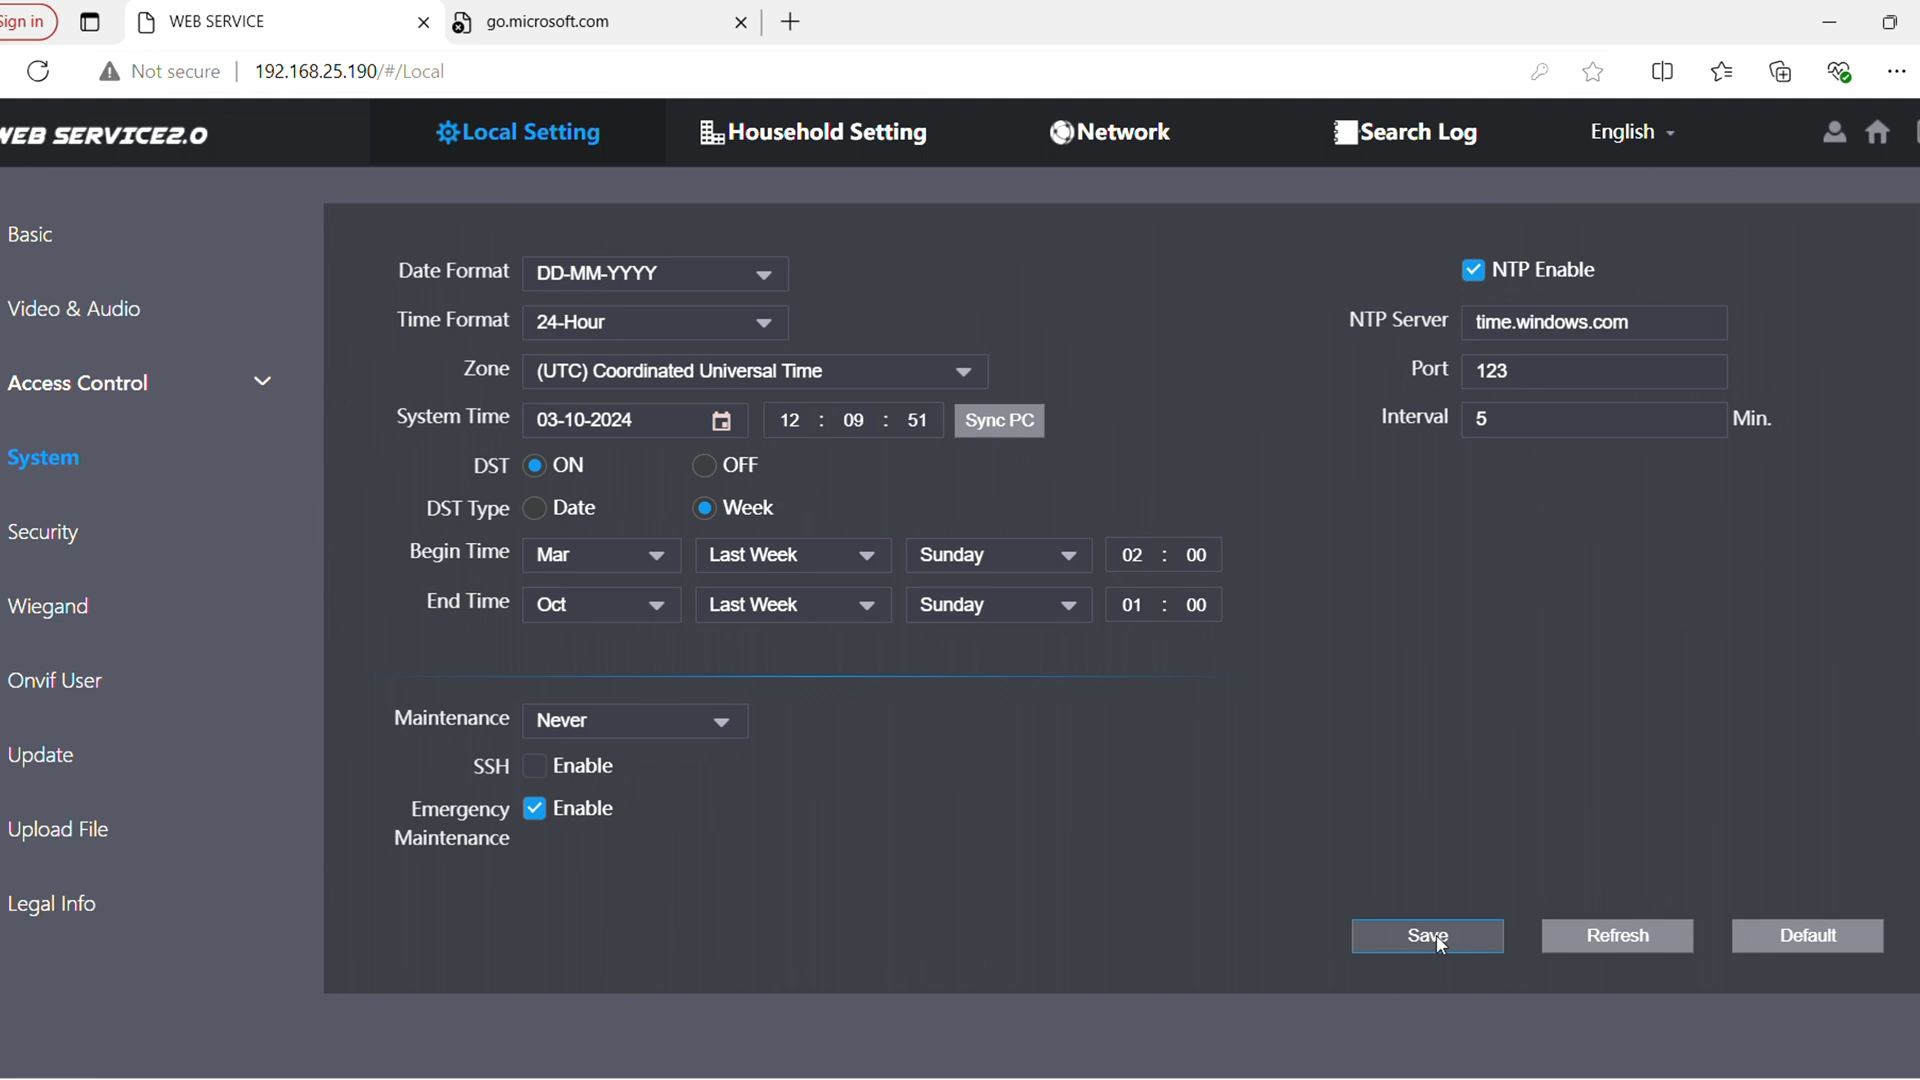 Sign in
WEB SERVICE
go.microsoft.com
Not secure
192.168.25.190/#/Local
WEB SERVICE2.0
Local Setting
Household Setting
Network
Search Log
English
Basic
Video & Audio
Access Control
System
Security
Wiegand
Onvif User
Update
Upload File
Legal Info
Date Format DD-MM-YYYY
Time Format 24-Hour
Zone (UTC) Coordinated Universal Time
System Time 03-10-2024 12 : 09 : 51 Sync PC
DST ON OFF
DST Type Date Week
Begin Time Mar Last Week Sunday 02 : 00
End Time Oct Last Week Sunday 01 : 00
Maintenance Never
SSH Enable
Emergency Enable
Maintenance
NTP Enable
NTP Server time.windows.com
Port 123
Interval 5 Min.
Save Refresh Default